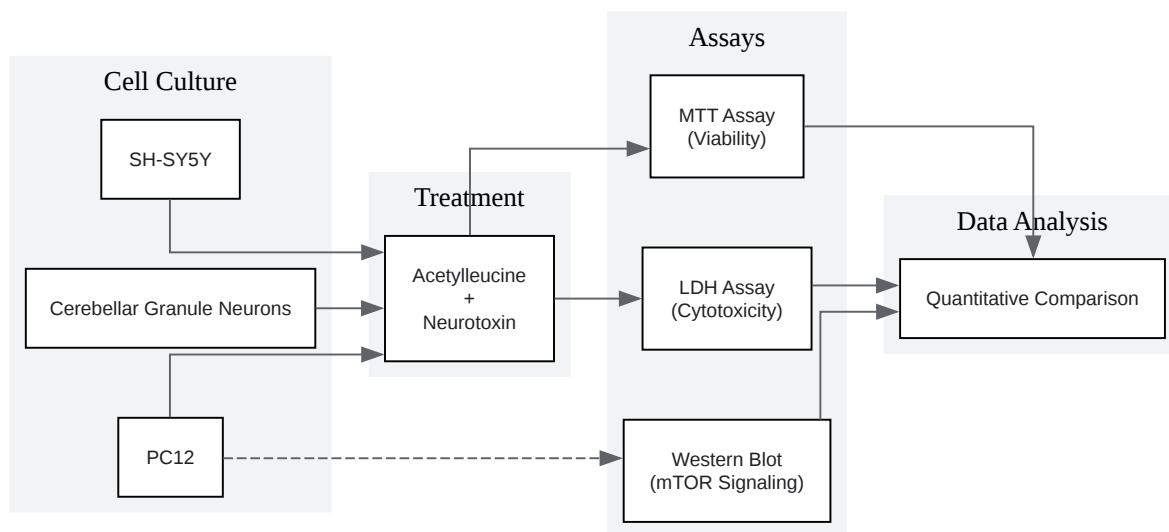 Cell Culture
SH-SY5Y
Cerebellar Granule Neurons
PC12
Treatment
Acetylleucine
+
Neurotoxin
Assays
MTT Assay
(Viability)
LDH Assay
(Cytotoxicity)
Western Blot
(mTOR Signaling)
Data Analysis
Quantitative Comparison